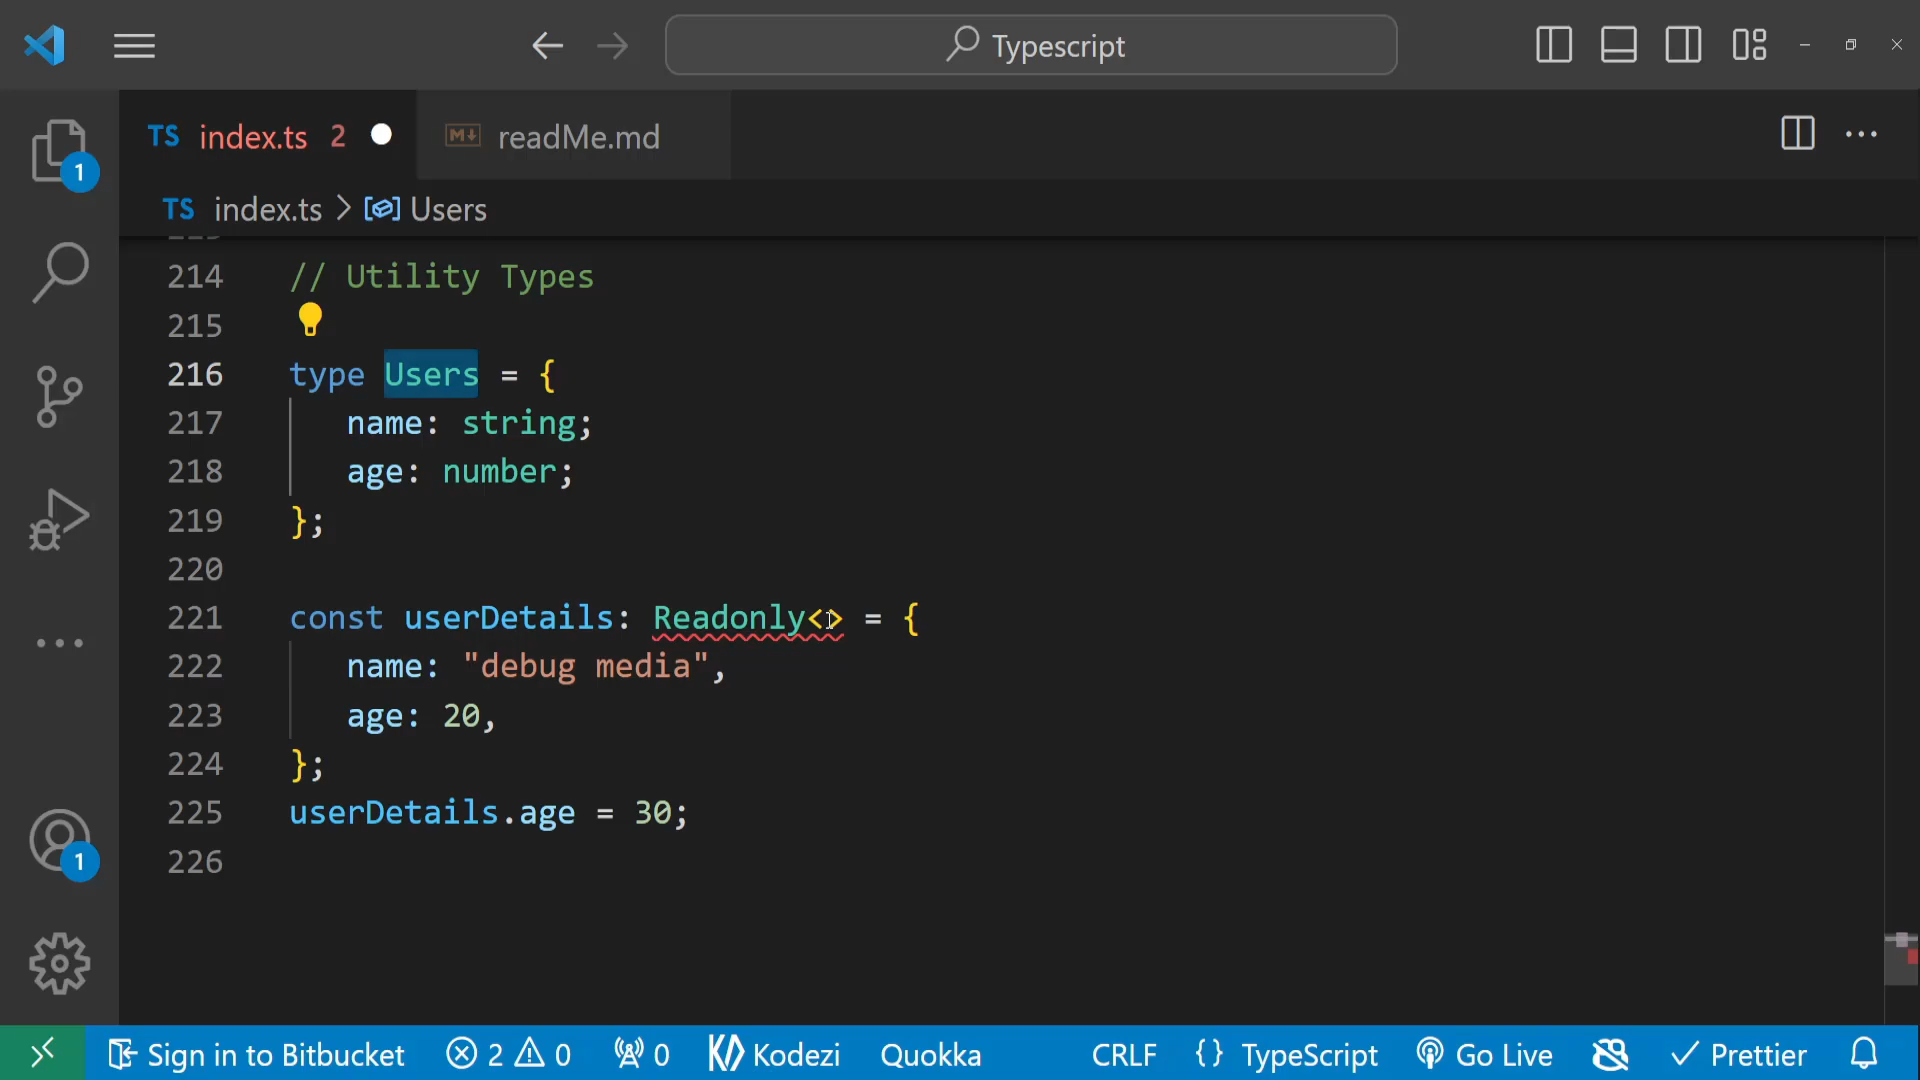 Typescript
TS index.ts 2
readMe.md
TS index.ts > Users
214 // Utility Types
215
216 type Users = {
217 name: string;
218 age: number;
219 };
220
221 const userDetails: Readonly<> = {
222 name: "debug media",
223 age: 20,
224 };
225 userDetails.age = 30;
226
1
1
Sign in to Bitbucket 2 0 0 Kodezi Quokka CRLF {} TypeScript Go Live Prettier